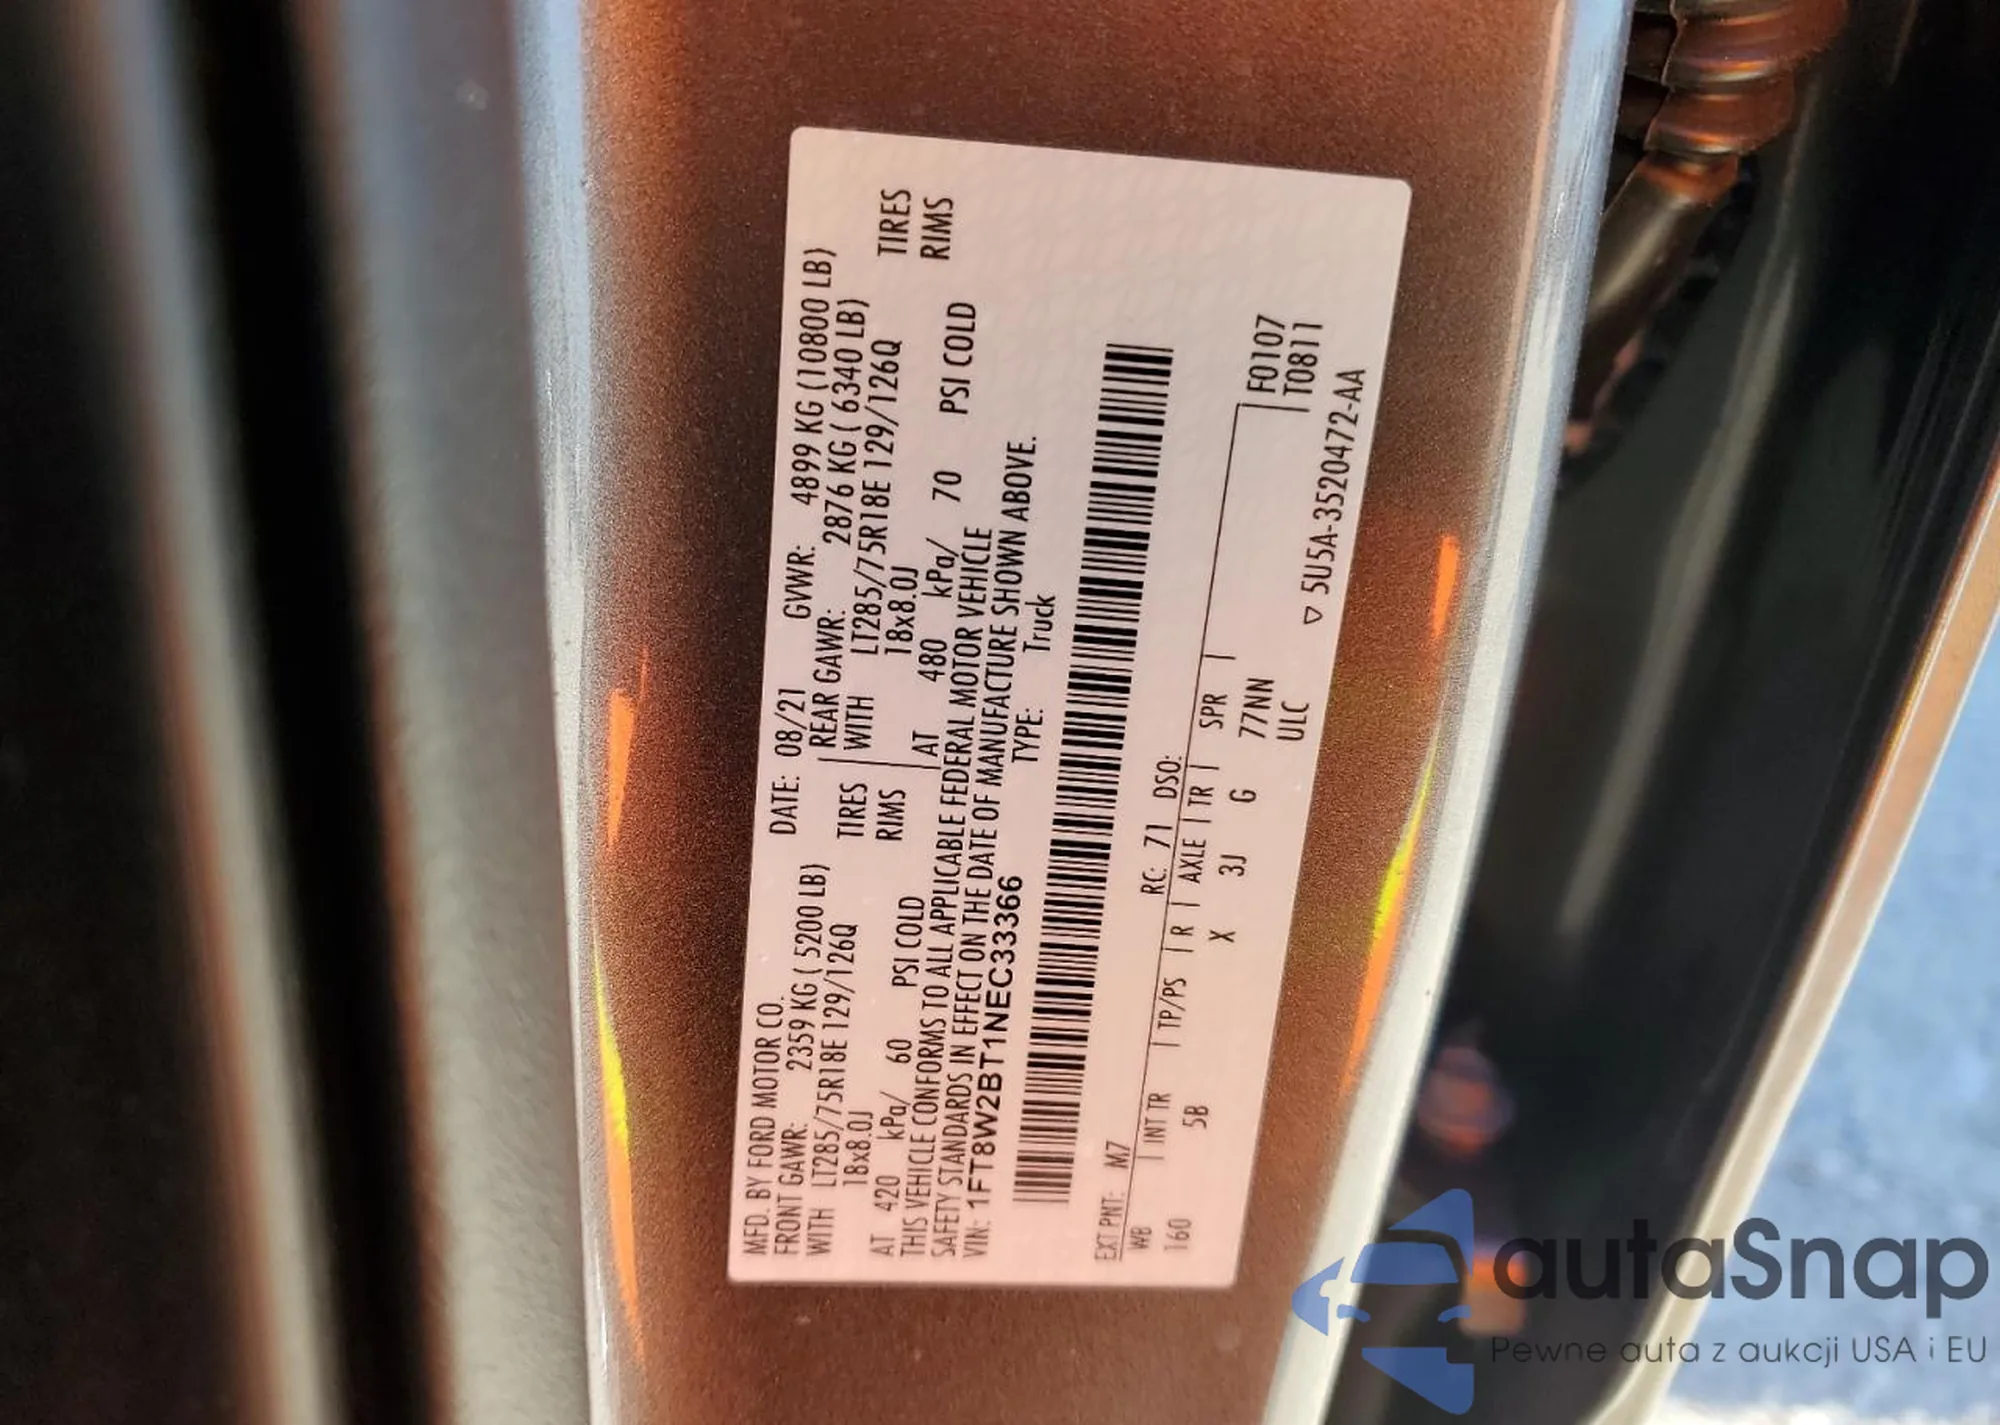 MFD. BY FORD MOTOR CO. DATE: 08/21 GVWR: 4899 KG (10800 LB)
FRONT GAWR: 2359 KG ( 5200 LB) REAR GAWR: 2876 KG ( 6340 LB)
WITH LT285/75R18E 129/126Q TIRES WITH LT285/75R18E 129/126Q TIRES
18x8.0J RIMS 18x8.0J RIMS
AT 420 kPa/ 60 PSI COLD AT 480 kPa/ 70 PSI COLD
THIS VEHICLE CONFORMS TO ALL APPLICABLE FEDERAL MOTOR VEHICLE
SAFETY STANDARDS IN EFFECT ON THE DATE OF MANUFACTURE SHOWN ABOVE.
VIN: 1FT8W2BT1NEC33366 TYPE: Truck
EXT PNT: M7 RC: 71 DSO:
WB INT TR TP/PS R AXLE TR SPR F0107
160 5B X 3J G 77NN T0811
ULC ▽ 5U5A-3520472-AA
autaSnap
Pewne auta z aukcji USA i EU